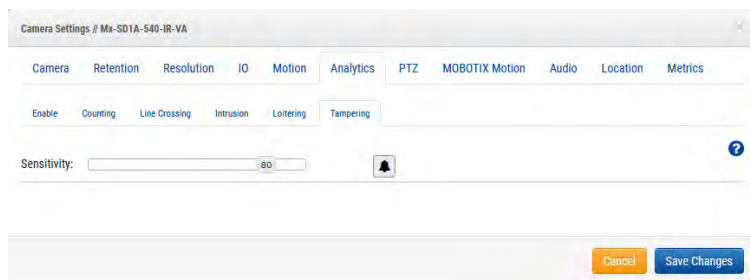 Camera Settings // Mx-SD1A-540-IR-VA
Camera Retention Resolution IO Motion Analytics PTZ MOBOTIX Motion Audio Location Metrics
Enable Counting Line Crossing Intrusion Loitering Tampering
?
Sensitivity: 80
Cancel Save Changes